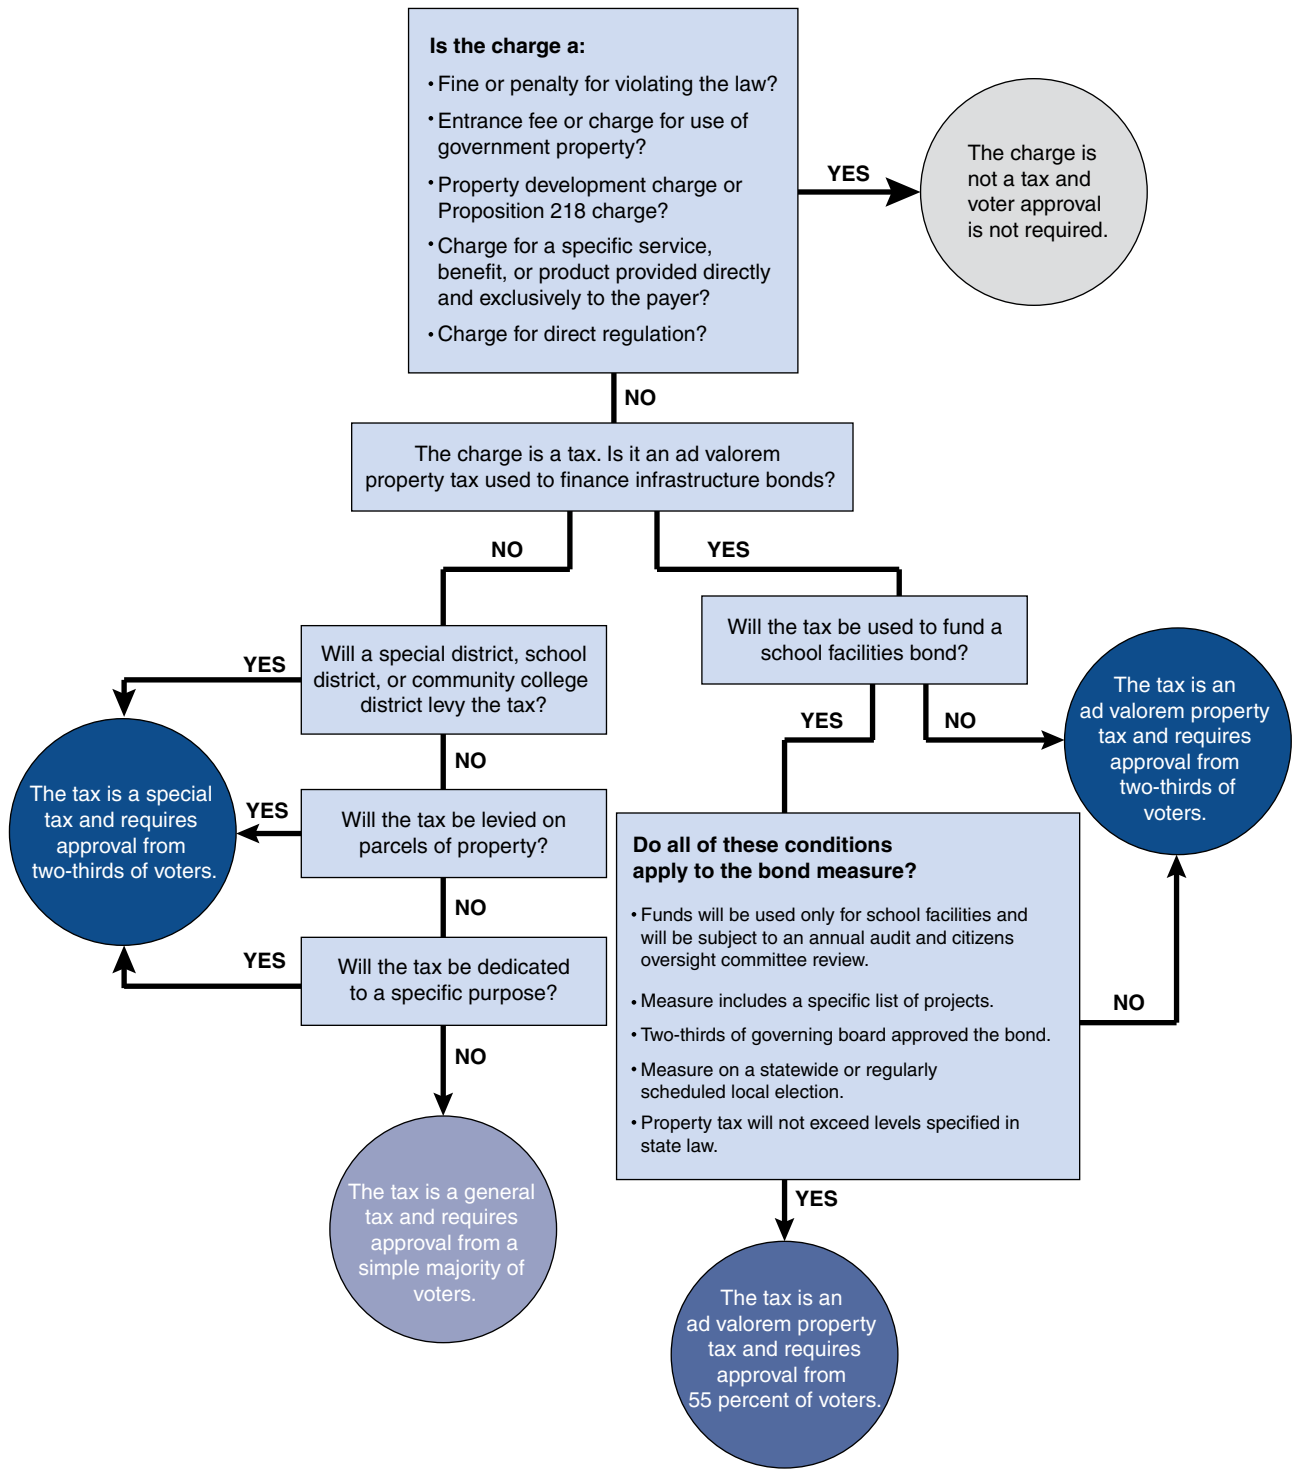 Is the charge a:
• Fine or penalty for violating the law?
• Entrance fee or charge for use of
government property?
• Property development charge or
Proposition 218 charge?
• Charge for a specific service,
benefit, or product provided directly
and exclusively to the payer?
• Charge for direct regulation?
YES
The charge is
not a tax and
voter approval
is not required.
NO
The charge is a tax. Is it an ad valorem
property tax used to finance infrastructure bonds?
NO
YES
Will a special district, school
district, or community college
district levy the tax?
YES
NO
Will the tax be levied on
parcels of property?
YES
The tax is a special
tax and requires
approval from
two-thirds of voters.
NO
Will the tax be dedicated
to a specific purpose?
YES
NO
The tax is a general
tax and requires
approval from a
simple majority of
voters.
Will the tax be used to fund a
school facilities bond?
YES
NO
The tax is an
ad valorem property
tax and requires
approval from
two-thirds of
voters.
Do all of these conditions
apply to the bond measure?
• Funds will be used only for school facilities and
will be subject to an annual audit and citizens
oversight committee review.
• Measure includes a specific list of projects.
• Two-thirds of governing board approved the bond.
• Measure on a statewide or regularly
scheduled local election.
• Property tax will not exceed levels specified in
state law.
NO
YES
The tax is an
ad valorem property
tax and requires
approval from
55 percent of voters.